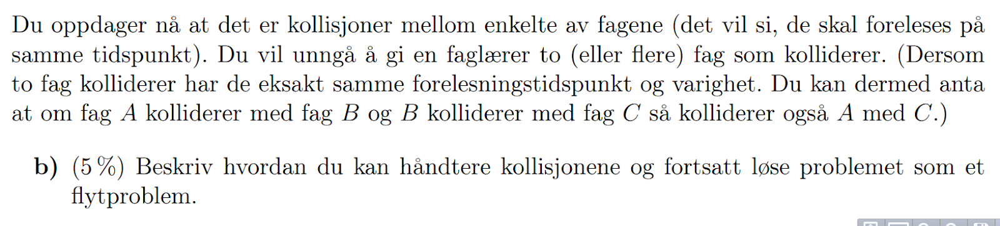 Du oppdager nå at det er kollisjoner mellom enkelte av fagene (det vil si, de skal foreleses på
samme tidspunkt). Du vil unngå å gi en faglærer to (eller flere) fag som kolliderer. (Dersom
to fag kolliderer har de eksakt samme forelesningstidspunkt og varighet. Du kan dermed anta
at om fag A kolliderer med fag B og B kolliderer med fag C så kolliderer også A med C.)
b) (5 %) Beskriv hvordan du kan håndtere kollisjonene og fortsatt løse problemet som et
flytproblem.